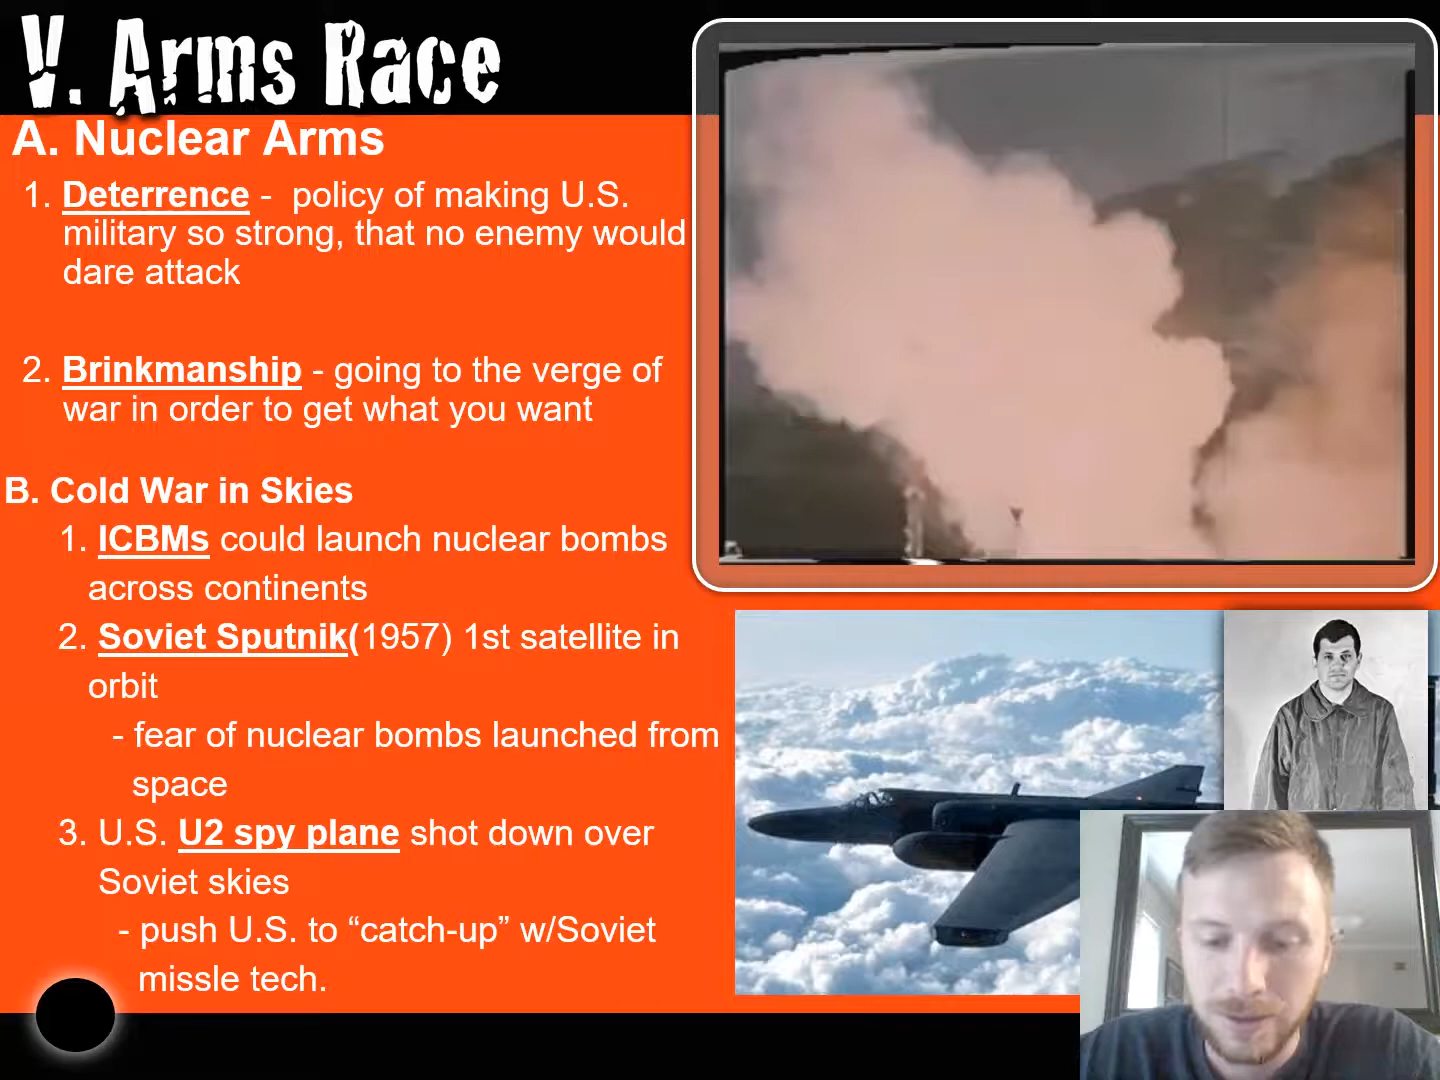 V. Arms Race
A. Nuclear Arms
1. Deterrence - policy of making U.S.
military so strong, that no enemy would
dare attack
2. Brinkmanship - going to the verge of
war in order to get what you want
B. Cold War in Skies
1. ICBMs could launch nuclear bombs
across continents
2. Soviet Sputnik(1957) 1st satellite in
orbit
- fear of nuclear bombs launched from
space
3. U.S. U2 spy plane shot down over
Soviet skies
- push U.S. to “catch-up” w/Soviet
missle tech.